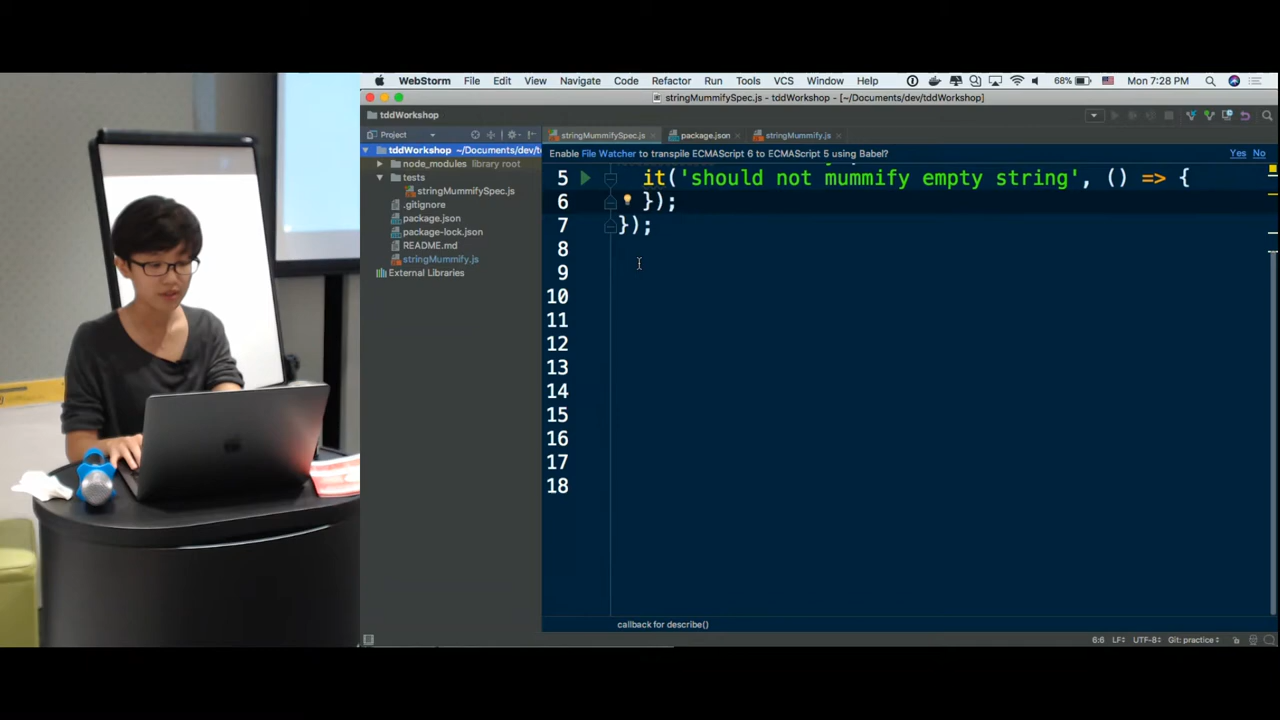 WebStorm File Edit View Navigate Code Refactor Run Tools VCS Window Help 68% Mon 7:28 PM
stringMummifySpec.js - tddWorkshop - [~/Documents/dev/tddWorkshop]
tddWorkshop
Project
stringMummifySpec.js package.json stringMummify.js
tddWorkshop ~/Documents/dev/t
Enable File Watcher to transpile ECMAScript 6 to ECMAScript 5 using Babel? Yes No
node_modules library root
tests
stringMummifySpec.js
.gitignore
package.json
package-lock.json
README.md
stringMummify.js
External Libraries
5 it('should not mummify empty string', () => {
6 });
7 });
8
9
10
11
12
13
14
15
16
17
18
callback for describe()
6:6 LF÷ UTF-8÷ Git: practice÷